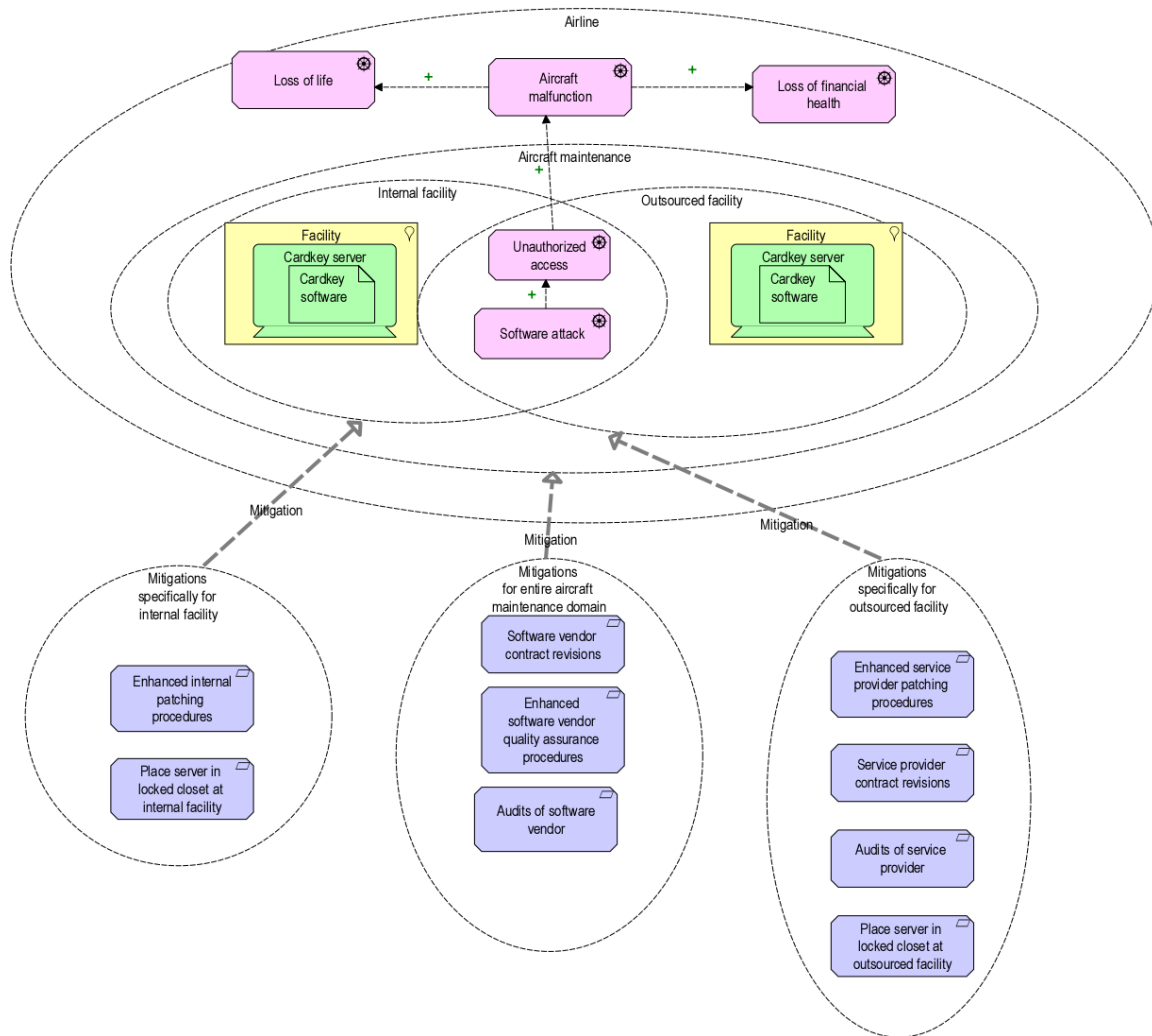 Airline
Loss of life
Aircraft
malfunction
Loss of financial
health
+
+
Aircraft maintenance
+
Internal facility
Outsourced facility
Facility
Cardkey server
Cardkey
software
Unauthorized
access
+
Software attack
Facility
Cardkey server
Cardkey
software
Mitigation
Mitigation
Mitigation
Mitigations
specifically for
internal facility
Enhanced internal
patching
procedures
Place server in
locked closet at
internal facility
Mitigations
for entire aircraft
maintenance domain
Software vendor
contract revisions
Enhanced
software vendor
quality assurance
procedures
Audits of software
vendor
Mitigations
specifically for
outsourced facility
Enhanced service
provider patching
procedures
Service provider
contract revisions
Audits of service
provider
Place server in
locked closet at
outsourced facility